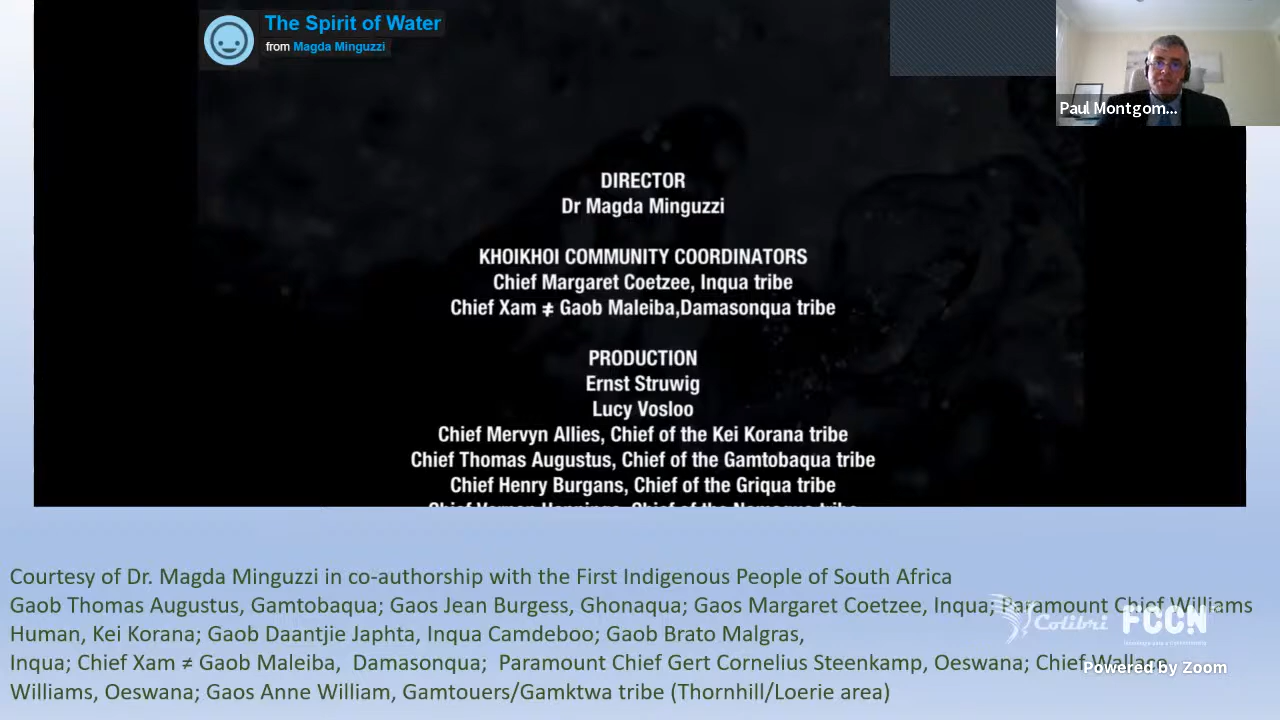 The Spirit of Water
from Magda Minguzzi
Paul Montgom...
DIRECTOR
Dr Magda Minguzzi
KHOIKHOI COMMUNITY COORDINATORS
Chief Margaret Coetzee, Inqua tribe
Chief Xam ≠ Gaob Maleiba,Damasonqua tribe
PRODUCTION
Ernst Struwig
Lucy Vosloo
Chief Mervyn Allies, Chief of the Kei Korana tribe
Chief Thomas Augustus, Chief of the Gamtobaqua tribe
Chief Henry Burgans, Chief of the Griqua tribe
Courtesy of Dr. Magda Minguzzi in co-authorship with the First Indigenous People of South Africa
Gaob Thomas Augustus, Gamtobaqua; Gaos Jean Burgess, Ghonaqua; Gaos Margaret Coetzee, Inqua; Paramount Chief Williams
Human, Kei Korana; Gaob Daantjie Japhta, Inqua Camdeboo; Gaob Brato Malgras,
Inqua; Chief Xam ≠ Gaob Maleiba, Damasonqua; Paramount Chief Gert Cornelius Steenkamp, Oeswana; Chief
Williams, Oeswana; Gaos Anne William, Gamtouers/Gamktwa tribe (Thornhill/Loerie area)
Colibri FCCN
Powered by Zoom